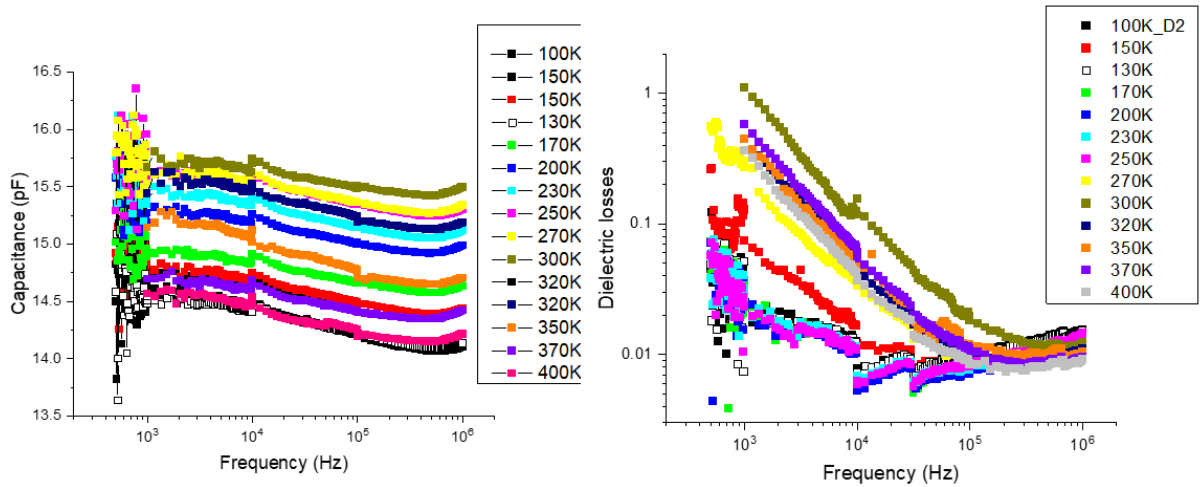 16.5
16.0
15.5
15.0
14.5
14.0
13.5
Capacitance (pF)
10³
10⁴
10⁵
10⁶
Frequency (Hz)
100K
150K
150K
130K
170K
200K
230K
250K
270K
300K
320K
320K
350K
370K
400K
1
0.1
0.01
Dielectric losses
10³
10⁴
10⁵
10⁶
Frequency (Hz)
100K_D2
150K
130K
170K
200K
230K
250K
270K
300K
320K
350K
370K
400K